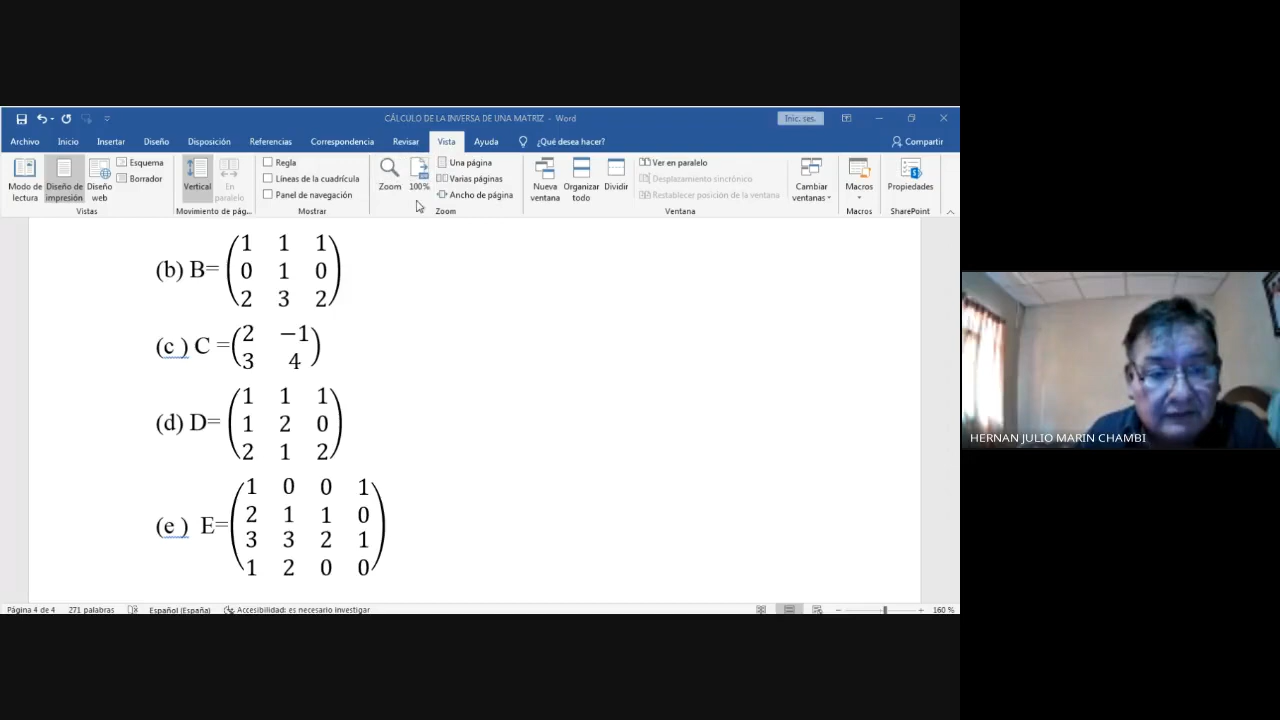 CÁLCULO DE LA INVERSA DE UNA MATRIZ - Word
Inic. ses.
Archivo Inicio Insertar Diseño Disposición Referencias Correspondencia Revisar Vista Ayuda ¿Qué desea hacer? Compartir
Modo de lectura
Diseño de impresión
Diseño web
Esquema
Borrador
Vistas
Vertical
En paralelo
Movimiento de pág...
Regla
Líneas de la cuadrícula
Panel de navegación
Mostrar
Zoom
100%
Una página
Varias páginas
Ancho de página
Zoom
Nueva ventana
Organizar todo
Dividir
Ver en paralelo
Desplazamiento sincrónico
Restablecer posición de la ventana
Ventana
Cambiar ventanas
Macros
Macros
Propiedades
SharePoint
(b) B=
1 1 1
0 1 0
2 3 2
(c ) C =
2 −1
3 4
(d) D=
1 1 1
1 2 0
2 1 2
(e ) E=
1 0 0 1
2 1 1 0
3 3 2 1
1 2 0 0
Página 4 de 4 271 palabras Español (España) Accesibilidad: es necesario investigar 160 %
HERNAN JULIO MARIN CHAMBI